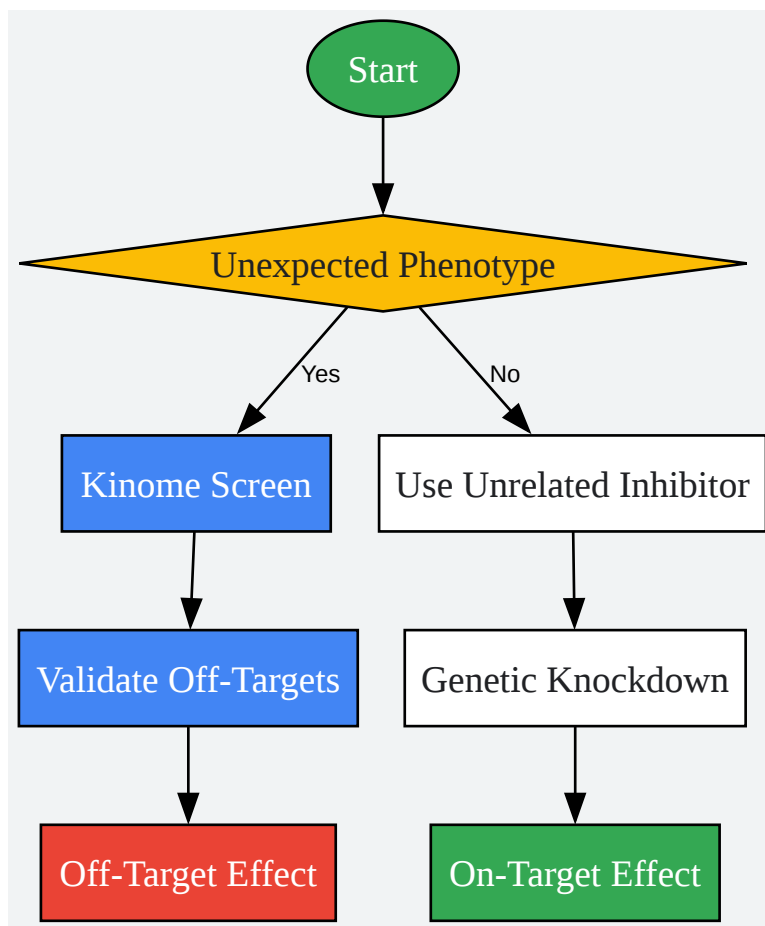 Start
Unexpected Phenotype
Yes
No
Kinome Screen
Use Unrelated Inhibitor
Validate Off-Targets
Genetic Knockdown
Off-Target Effect
On-Target Effect